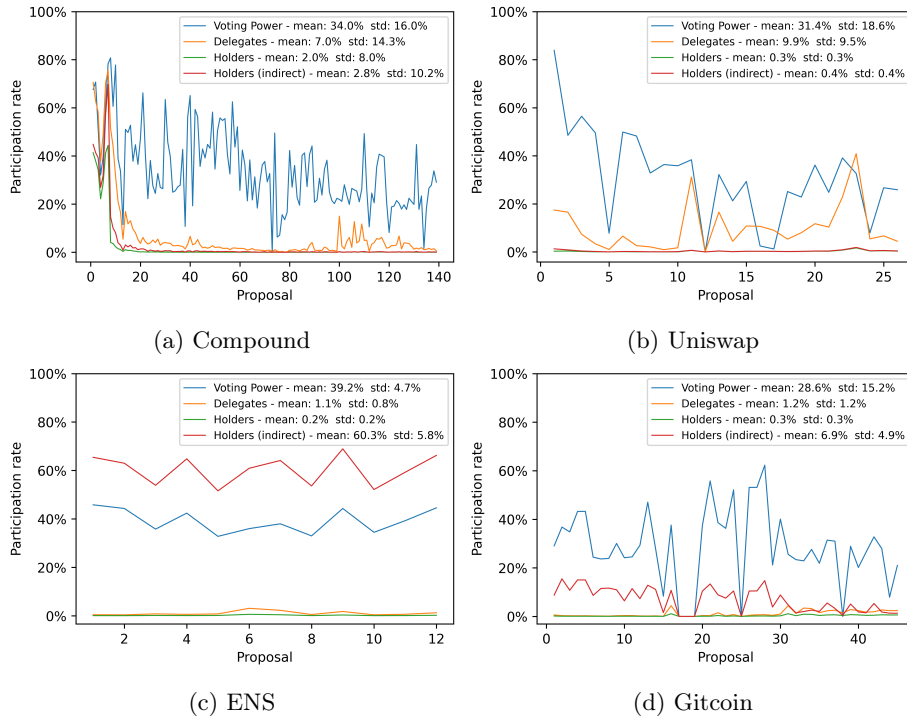 100%
80%
60%
40%
20%
0%
Participation rate
Voting Power - mean: 34.0% std: 16.0%
Delegates - mean: 7.0% std: 14.3%
Holders - mean: 2.0% std: 8.0%
Holders (indirect) - mean: 2.8% std: 10.2%
0 20 40 60 80 100 120 140
Proposal
(a) Compound
100%
80%
60%
40%
20%
0%
Participation rate
Voting Power - mean: 31.4% std: 18.6%
Delegates - mean: 9.9% std: 9.5%
Holders - mean: 0.3% std: 0.3%
Holders (indirect) - mean: 0.4% std: 0.4%
0 5 10 15 20 25
Proposal
(b) Uniswap
100%
80%
60%
40%
20%
0%
Participation rate
Voting Power - mean: 39.2% std: 4.7%
Delegates - mean: 1.1% std: 0.8%
Holders - mean: 0.2% std: 0.2%
Holders (indirect) - mean: 60.3% std: 5.8%
2 4 6 8 10 12
Proposal
(c) ENS
100%
80%
60%
40%
20%
0%
Participation rate
Voting Power - mean: 28.6% std: 15.2%
Delegates - mean: 1.2% std: 1.2%
Holders - mean: 0.3% std: 0.3%
Holders (indirect) - mean: 6.9% std: 4.9%
0 10 20 30 40
Proposal
(d) Gitcoin